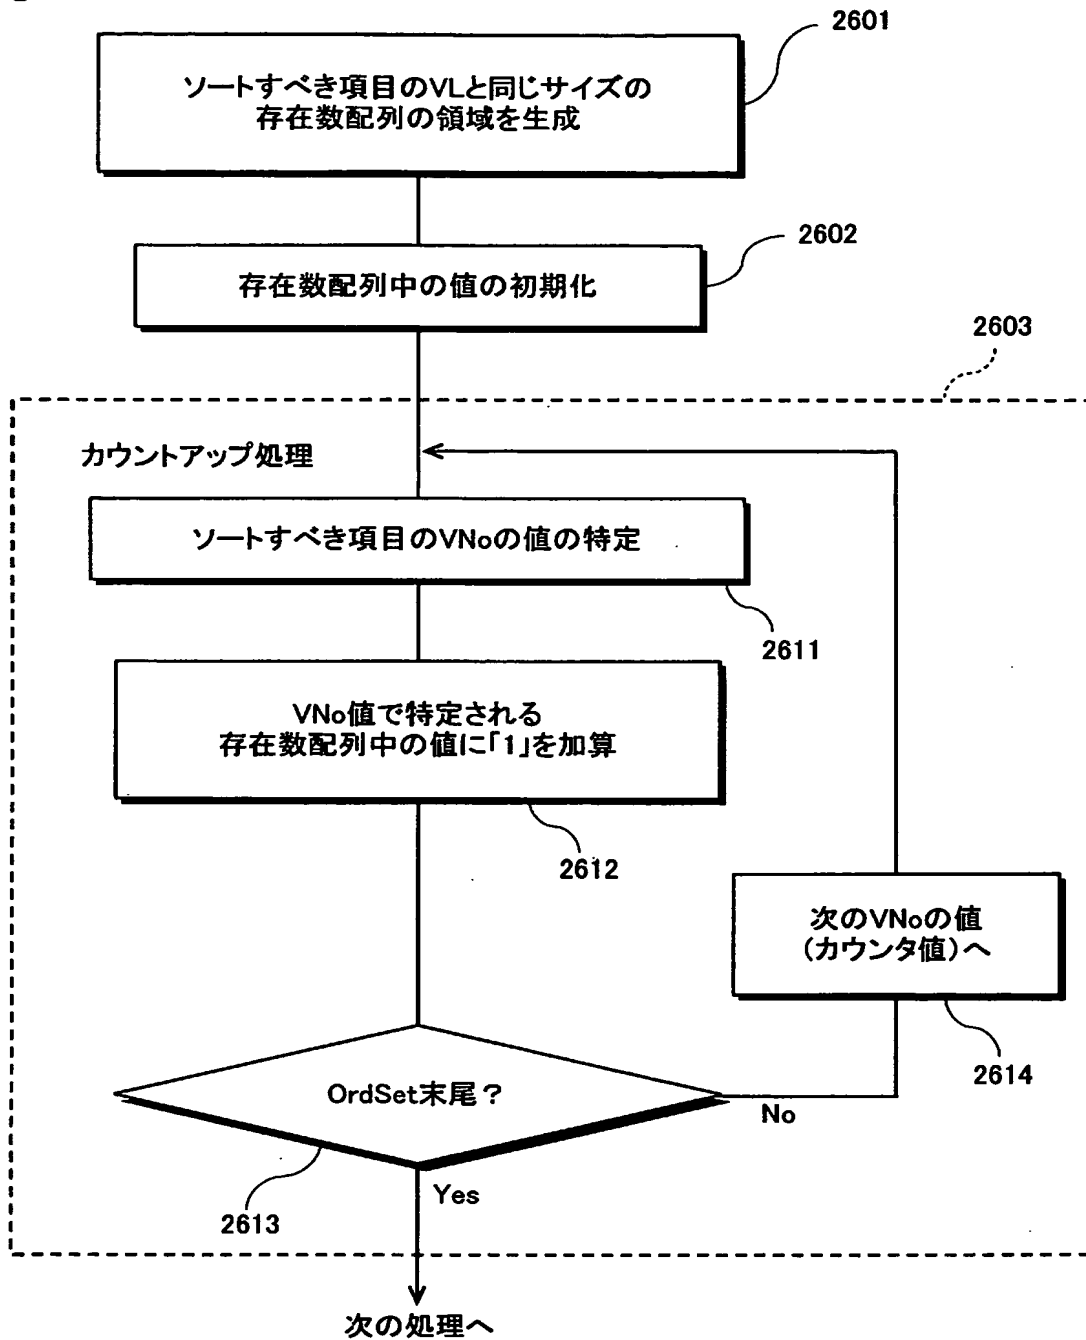 2601
ソートすべき項目のVLと同じサイズの
存在数配列の領域を生成
2602
存在数配列中の値の初期化
2603
カウントアップ処理
ソートすべき項目のVNoの値の特定
2611
VNo値で特定される
存在数配列中の値に「1」を加算
2612
次のVNoの値
(カウンタ値)へ
2614
OrdSet末尾?
No
Yes
2613
次の処理へ